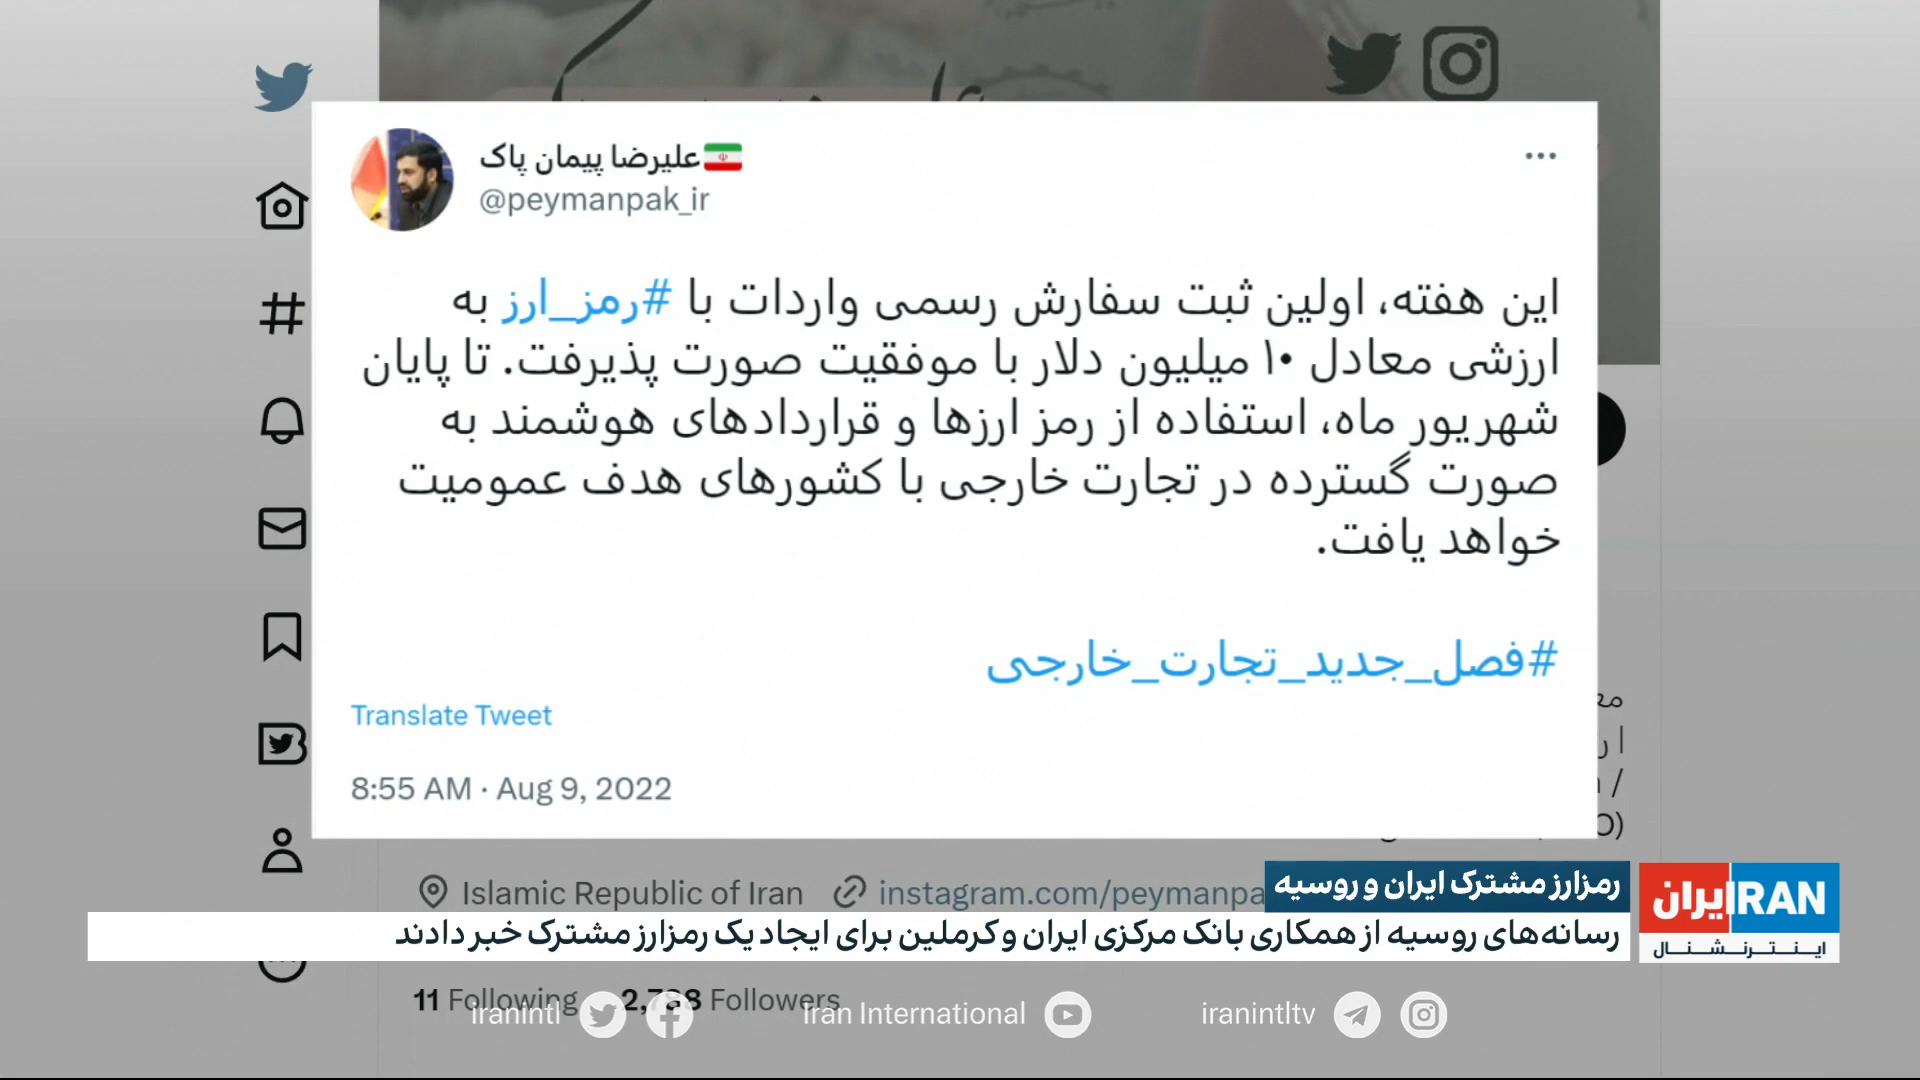 علیرضا پیمان پاک
@peymanpak_ir
این هفته، اولین ثبت سفارش رسمی واردات با #رمز_ارز به
ارزشی معادل ۱۰ میلیون دلار با موفقیت صورت پذیرفت. تا پایان
شهریور ماه، استفاده از رمز ارزها و قراردادهای هوشمند به
صورت گسترده در تجارت خارجی با کشورهای هدف عمومیت
خواهد یافت.
#فصل_جدید_تجارت_خارجی
Translate Tweet
8:55 AM · Aug 9, 2022
Islamic Republic of Iran instagram.com/peymanpa
رمزارز مشترک ایران و روسیه
رسانه‌های روسیه از همکاری بانک مرکزی ایران و کرملین برای ایجاد یک رمزارز مشترک خبر دادند
ایران IRAN
اینترنشنال
11 Following Followers
iranintl Iran International iranintltv